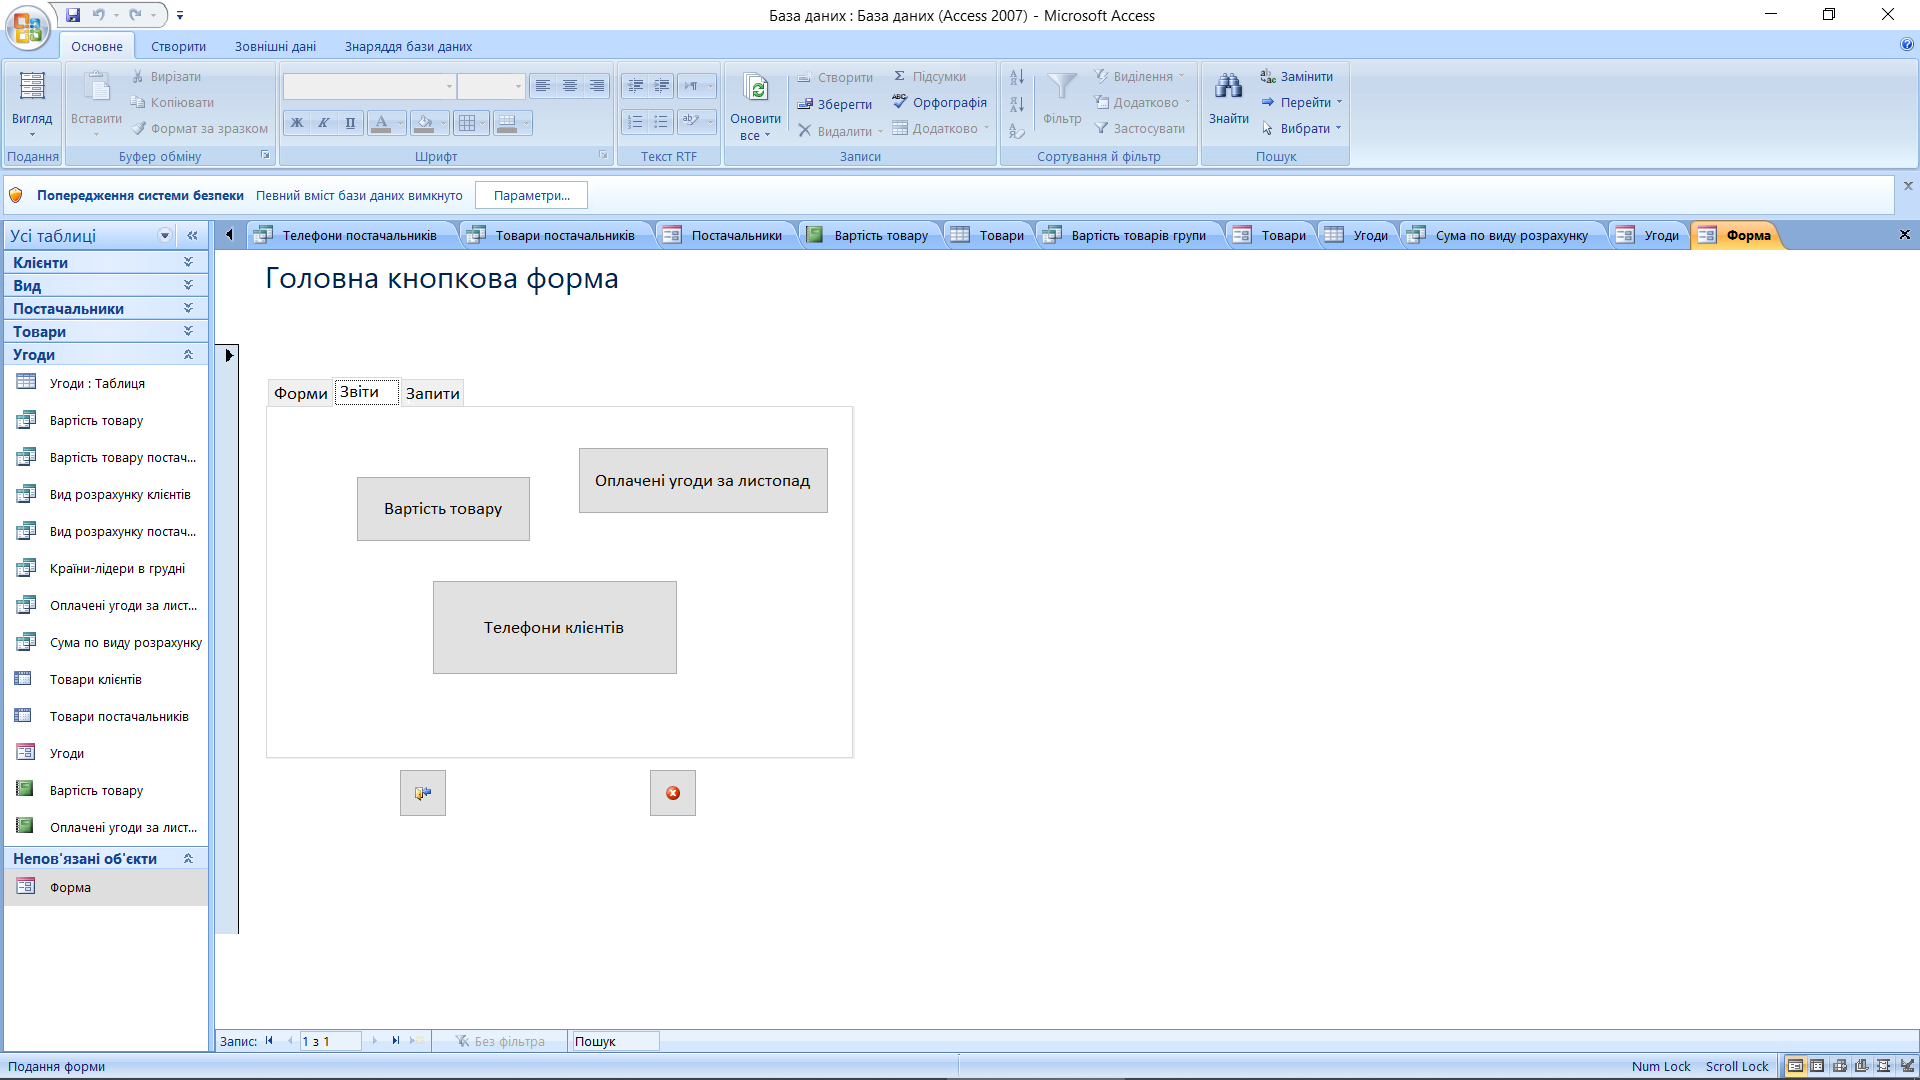 База даних : База даних (Access 2007) - Microsoft Access
Основне Створити Зовнішні дані Знаряддя бази даних
Вигляд
Подання
Вставити
Вирізати
Копіювати
Формат за зразком
Буфер обміну
Ж К П
Шрифт
Текст RTF
Оновити все
Створити
Зберегти
Видалити
Підсумки
Орфографія
Додатково
Записи
Фільтр
Виділення
Додатково
Застосувати
Сортування й фільтр
Знайти
Замінити
Перейти
Вибрати
Пошук
Попередження системи безпеки Певний вміст бази даних вимкнуто Параметри...
Усі таблиці
Телефони постачальників Товари постачальників Постачальники Вартість товару Товари Вартість товарів групи Товари Угоди Сума по виду розрахунку Угоди Форма
Клієнти
Вид
Постачальники
Товари
Угоди
Угоди : Таблиця
Вартість товару
Вартість товару постач...
Вид розрахунку клієнтів
Вид розрахунку постач...
Країни-лідери в грудні
Оплачені угоди за лист...
Сума по виду розрахунку
Товари клієнтів
Товари постачальників
Угоди
Вартість товару
Оплачені угоди за лист...
Непов'язані об'єкти
Форма
Головна кнопкова форма
Форми Звіти Запити
Оплачені угоди за листопад
Вартість товару
Телефони клієнтів
Запис: 1 з 1 Без фільтра Пошук
Подання форми Num Lock Scroll Lock